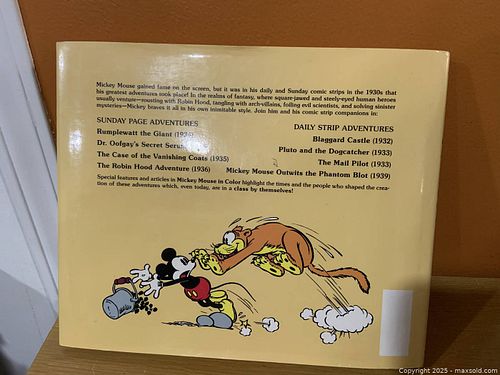 Mickey Mouse gained fame on the screen, but it was in his daily and Sunday comic strips in the 1930s that
his greatest adventures took place! In the realms of fantasy, where square-jawed and steely-eyed human heroes
usually venture—rousting with Robin Hood, tangling with arch-villains, foiling evil scientists, and solving sinister
mysteries—Mickey braves it all in his own inimitable style. Join him and his comic strip companions in:
SUNDAY PAGE ADVENTURES
Rumplewatt the Giant
Dr. Oofgay's Secret
The Case of the Vanishing Coats (1935)
The Robin Hood Adventure (1936)
DAILY STRIP ADVENTURES
Blaggard Castle (1932)
Pluto and the Dogcatcher (1933)
The Mail Pilot (1933)
Mickey Mouse Outwits the Phantom Blot (1939)
Special features and articles in Mickey Mouse in Color highlight the times and the people who shaped the crea-
tion of these adventures which, even today, are in a class by themselves!
Copyright 2025 - maxsold.com